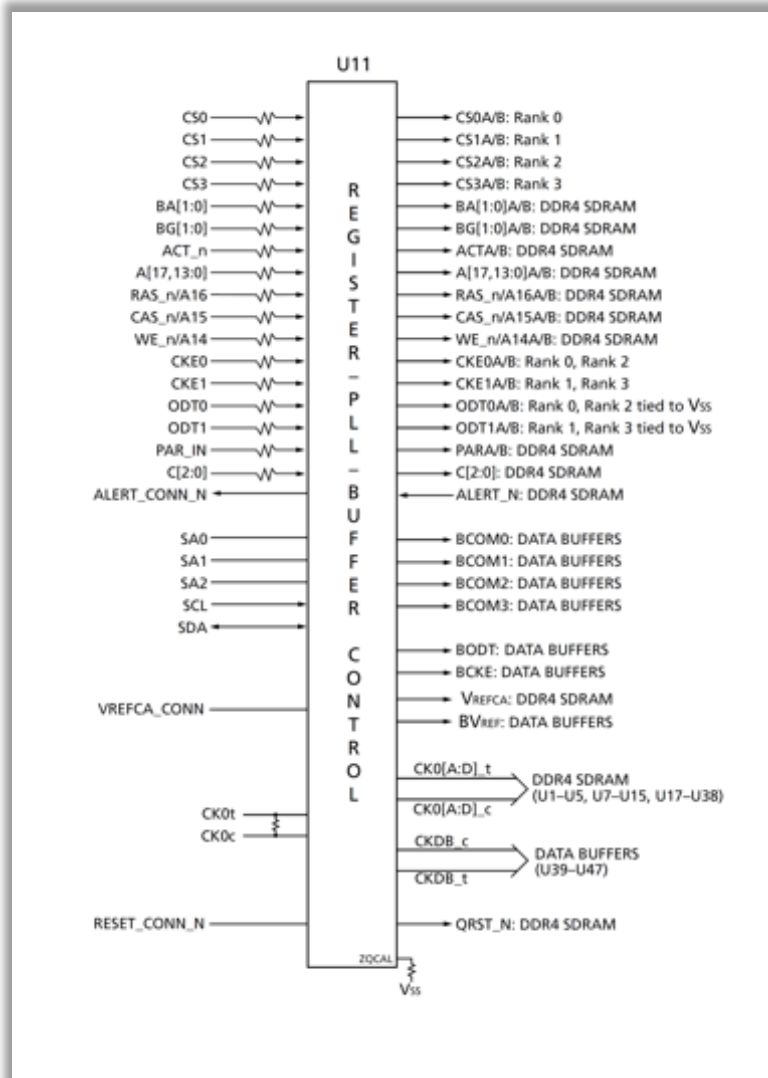 U11
CS0 CS0A/B: Rank 0
CS1 CS1A/B: Rank 1
CS2 CS2A/B: Rank 2
CS3 CS3A/B: Rank 3
BA[1:0] BA[1:0]A/B: DDR4 SDRAM
BG[1:0] BG[1:0]A/B: DDR4 SDRAM
ACT_n ACTA/B: DDR4 SDRAM
A[17,13:0] A[17,13:0]A/B: DDR4 SDRAM
RAS_n/A16 RAS_n/A16A/B: DDR4 SDRAM
CAS_n/A15 CAS_n/A15A/B: DDR4 SDRAM
WE_n/A14 WE_n/A14A/B: DDR4 SDRAM
CKE0 CKE0A/B: Rank 0, Rank 2
CKE1 CKE1A/B: Rank 1, Rank 3
ODT0 ODT0A/B: Rank 0, Rank 2 tied to VSS
ODT1 ODT1A/B: Rank 1, Rank 3 tied to VSS
PAR_IN PARA/B: DDR4 SDRAM
C[2:0] C[2:0]: DDR4 SDRAM
ALERT_CONN_N ALERT_N: DDR4 SDRAM
SA0 BCOM0: DATA BUFFERS
SA1 BCOM1: DATA BUFFERS
SA2 BCOM2: DATA BUFFERS
SCL BCOM3: DATA BUFFERS
SDA
BODT: DATA BUFFERS
BCKE: DATA BUFFERS
VREFCA: DDR4 SDRAM
VREFCA_CONN
BVREF: DATA BUFFERS
REGISTER–PLL–BUFFER CONTROL
CK0[A:D]_t
DDR4 SDRAM
(U1–U5, U7–U15, U17–U38)
CK0[A:D]_c
CK0t
CK0c
CKDB_c
DATA BUFFERS
(U39–U47)
CKDB_t
RESET_CONN_N QRST_N: DDR4 SDRAM
ZQCAL
VSS